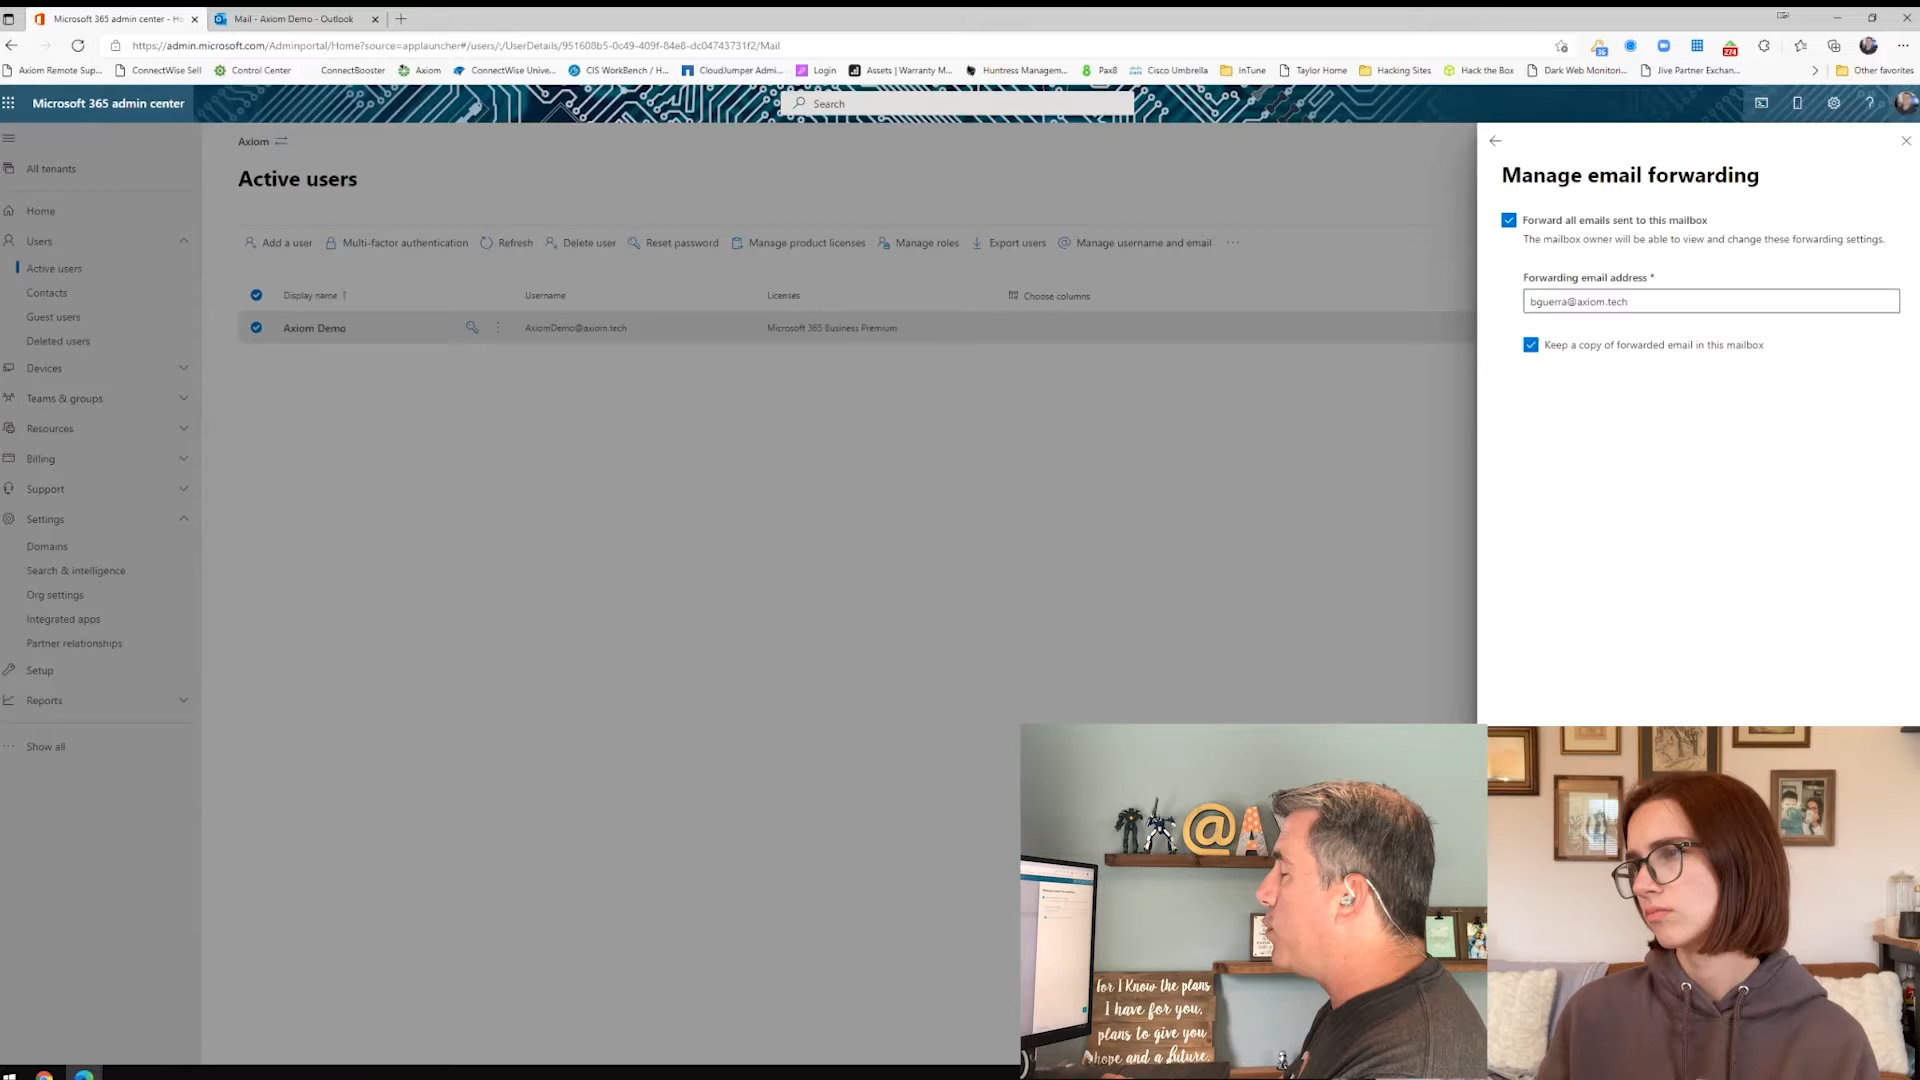 Microsoft 365 admin center - Ho
Mail - Axiom Demo - Outlook
https://admin.microsoft.com/Adminportal/Home?source=applauncher#/users/:/UserDetails/951608b5-0c49-409f-84e8-dc04743731f2/Mail
36
274
Axiom Remote Sup...
ConnectWise Sell
Control Center
ConnectBooster
Axiom
ConnectWise Unive...
CIS WorkBench / H...
CloudJumper Admi...
Login
Assets | Warranty M...
Huntress Managem...
Pax8
Cisco Umbrella
InTune
Taylor Home
Hacking Sites
Hack the Box
Dark Web Monitori...
Jive Partner Exchan...
Other favorites
Microsoft 365 admin center
Search
All tenants
Home
Users
Active users
Contacts
Guest users
Deleted users
Devices
Teams & groups
Resources
Billing
Support
Settings
Domains
Search & intelligence
Org settings
Integrated apps
Partner relationships
Setup
Reports
Show all
Axiom
Active users
Add a user
Multi-factor authentication
Refresh
Delete user
Reset password
Manage product licenses
Manage roles
Export users
Manage username and email
Display name ↑
Username
Licenses
Choose columns
Axiom Demo
AxiomDemo@axiom.tech
Microsoft 365 Business Premium
Manage email forwarding
Forward all emails sent to this mailbox
The mailbox owner will be able to view and change these forwarding settings.
Forwarding email address *
bguerra@axiom.tech
Keep a copy of forwarded email in this mailbox
@A
for I Know the plans
I have for you,
plans to give you
hope and a future.